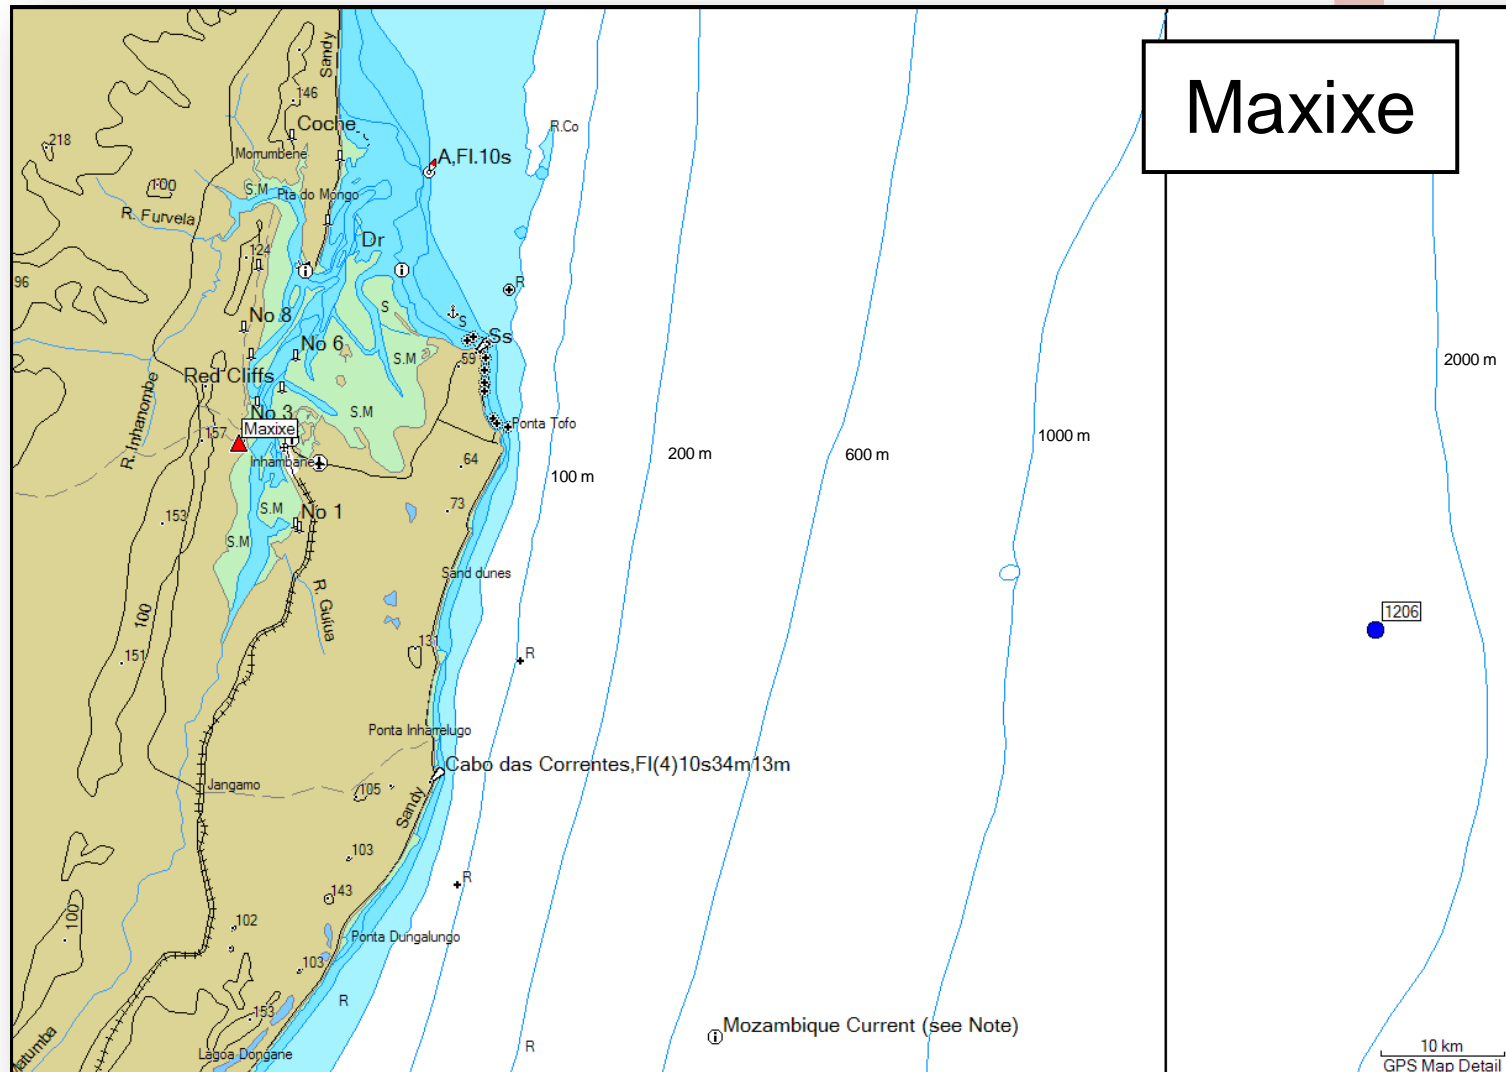 Maxixe
Sandy
146
Coche
218
Morrumbene
R.Co
A,Fl.10s
100
S.M
Pta do Mongo
R. Furvela
Dr
124
96
R
S
No 8
S
Ss
No 6
59
S.M
2000 m
Red Cliffs
R. Inhanombe
No 3
S.M
Ponta Tofo
Maxixe
157
1000 m
Inhambane
64
200 m
600 m
100 m
73
S.M
No 1
153
S.M
Sand dunes
R. Guiua
100
1206
131
151
R
Ponta Inharrelugo
Cabo das Correntes,Fl(4)10s34m13m
Jangamo
105
Sandy
103
R
143
100
102
Ponta Dungalungo
103
R
153
Mozambique Current (see Note)
Matumba
Lagoa Dongane
R
10 km
GPS Map Detail